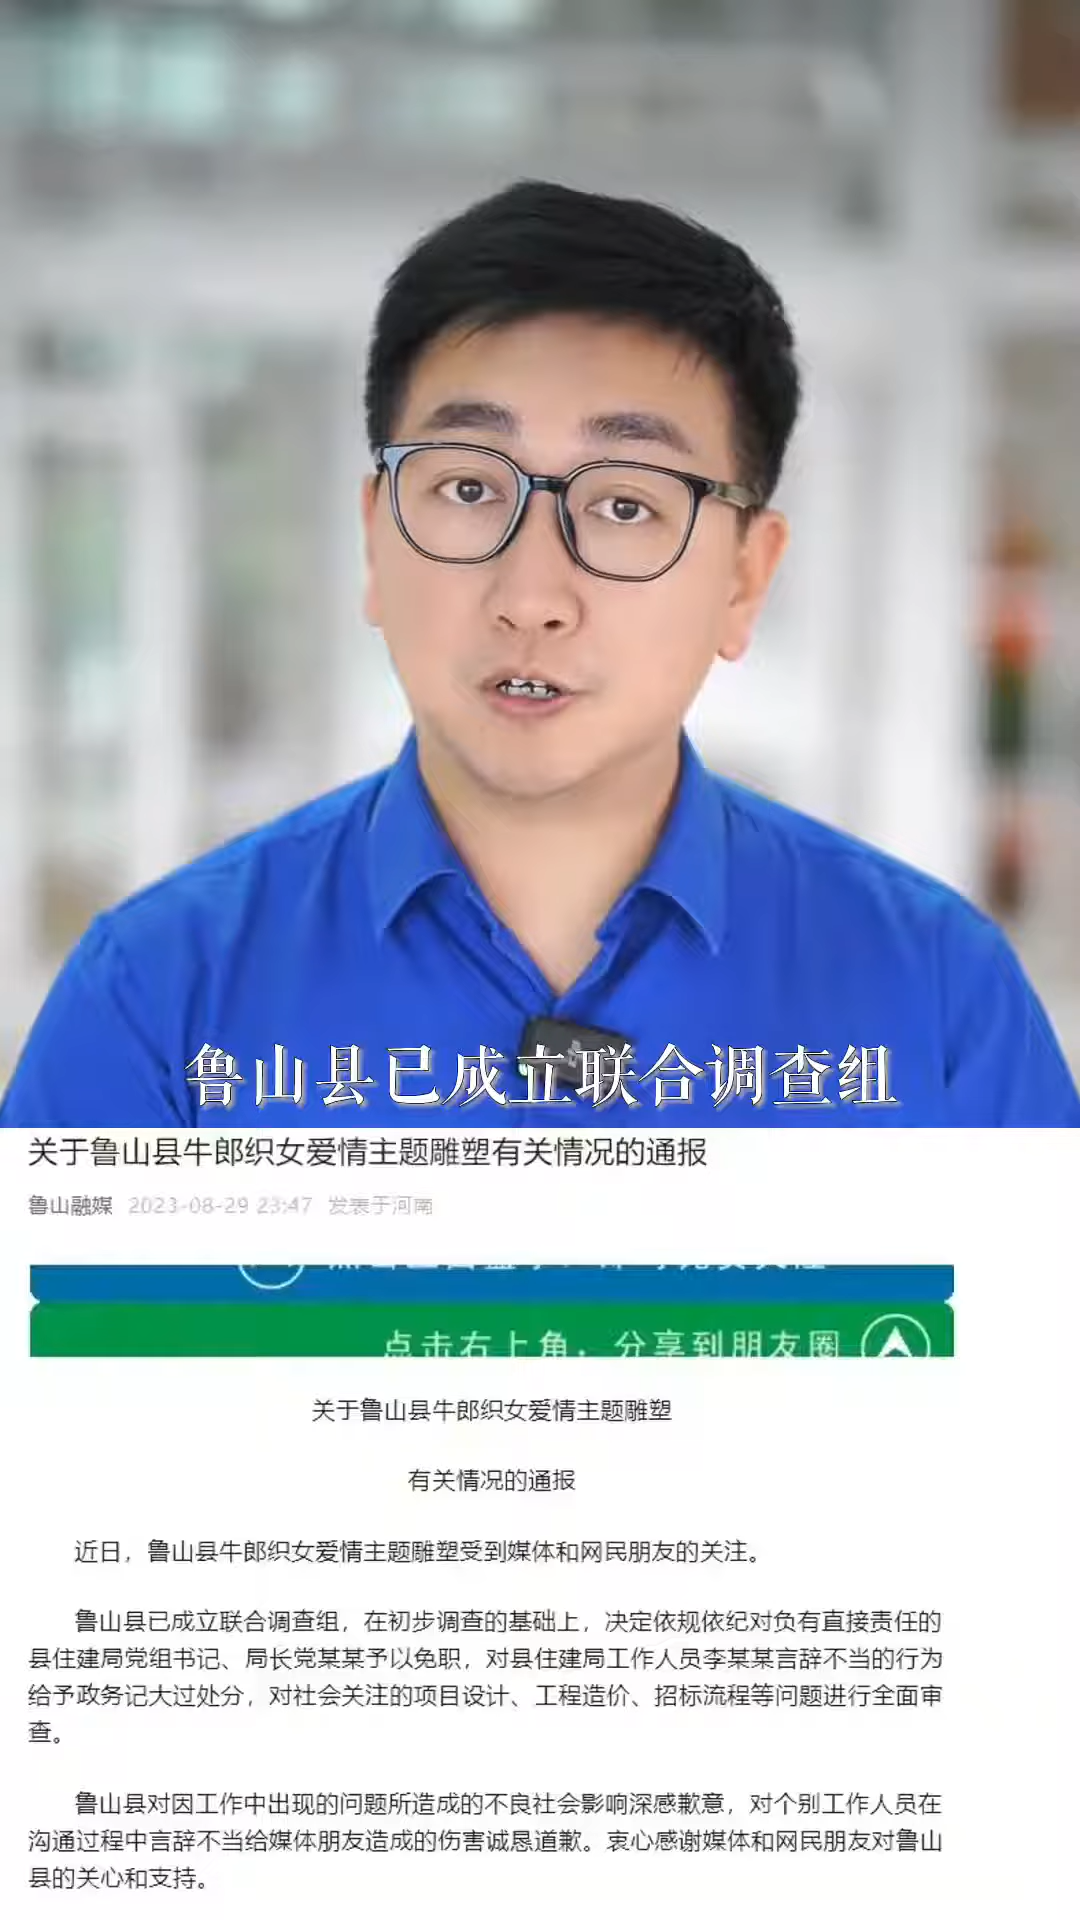 鲁山县已成立联合调查组
关于鲁山县牛郎织女爱情主题雕塑有关情况的通报
鲁山融媒 2023-08-29 23:47 发表于河南
点击右上角，分享到朋友圈
关于鲁山县牛郎织女爱情主题雕塑
有关情况的通报
近日，鲁山县牛郎织女爱情主题雕塑受到媒体和网民朋友的关注。
鲁山县已成立联合调查组，在初步调查的基础上，决定依规依纪对负有直接责任的
县住建局党组书记、局长党某某予以免职，对县住建局工作人员李某某言辞不当的行为
给予政务记大过处分，对社会关注的项目设计、工程造价、招标流程等问题进行全面审
查。
鲁山县对因工作中出现的问题所造成的不良社会影响深感歉意，对个别工作人员在
沟通过程中言辞不当给媒体朋友造成的伤害诚恳道歉。衷心感谢媒体和网民朋友对鲁山
县的关心和支持。